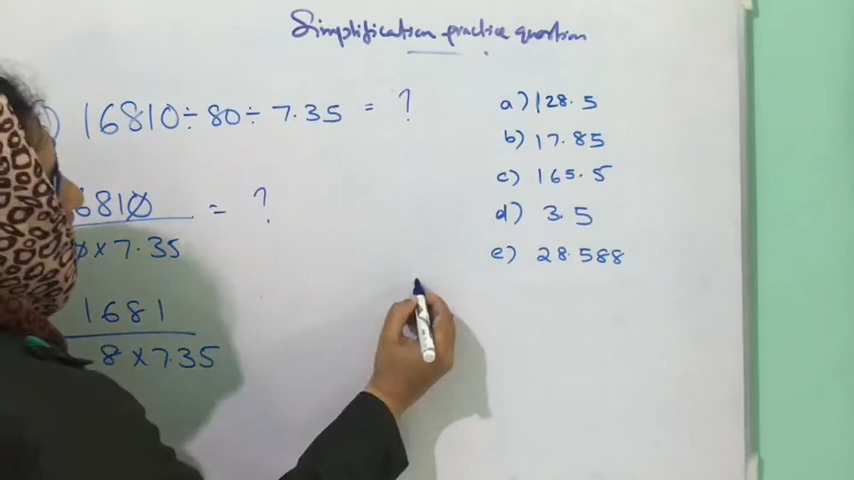 Simplification practice question
) 16810 ÷ 80 ÷ 7.35 = ?
6810 = ?
0 × 7.35
1681
8 × 7.35
a) 128.5
b) 17.85
c) 165.5
d) 3.5
e) 28.588